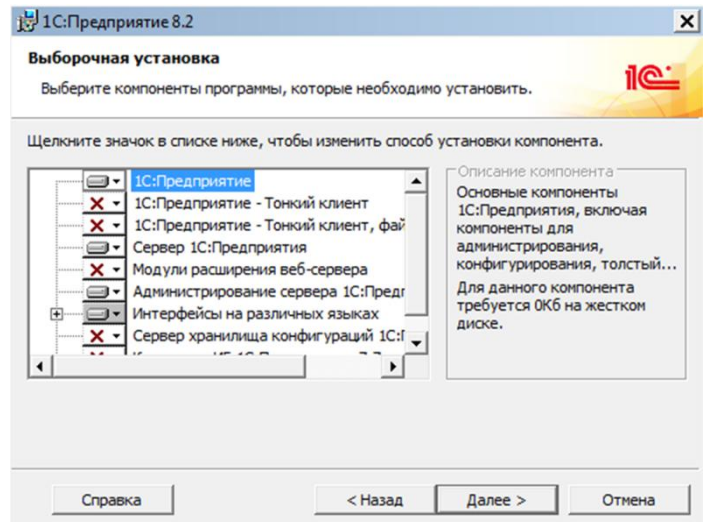 1С:Предприятие 8.2
Выборочная установка
Выберите компоненты программы, которые необходимо установить.
1С
Щелкните значок в списке ниже, чтобы изменить способ установки компонента.
1С:Предприятие
1С:Предприятие - Тонкий клиент
1С:Предприятие - Тонкий клиент, фай
Сервер 1С:Предприятия
Модули расширения веб-сервера
Администрирование сервера 1С:Предг
Интерфейсы на различных языках
Сервер хранилища конфигураций 1С:Г
Описание компонента
Основные компоненты
1С:Предприятия, включая
компоненты для
администрирования,
конфигурирования, толстый...
Для данного компонента
требуется 0Кб на жестком
диске.
Справка
< Назад
Далее >
Отмена